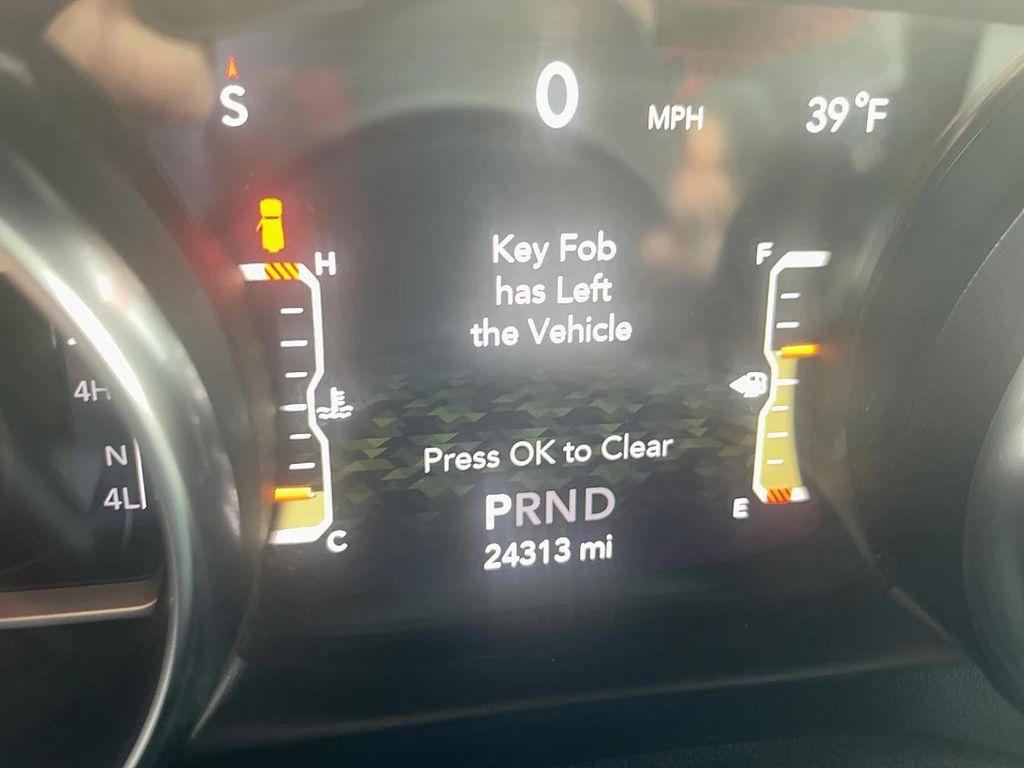 S
0
MPH
39°F
H
F
Key Fob
has Left
the Vehicle
4H
N
4L
Press OK to Clear
PRND
E
C
24313 mi